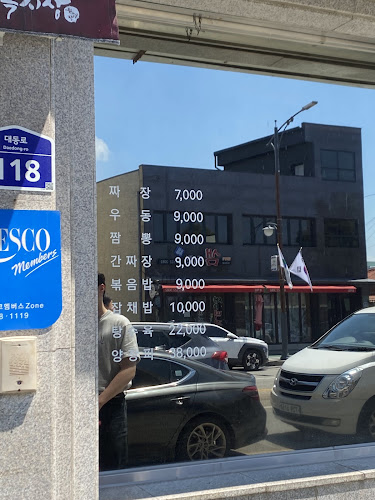 대동로
Daedong-ro
118
ESCO
Members
짜 장 7,000
우 동 9,000
짬 뽕 9,000
간짜장 9,000
볶음밥 9,000
잡채밥 10,000
탕수육 22,000
양장피 38,000